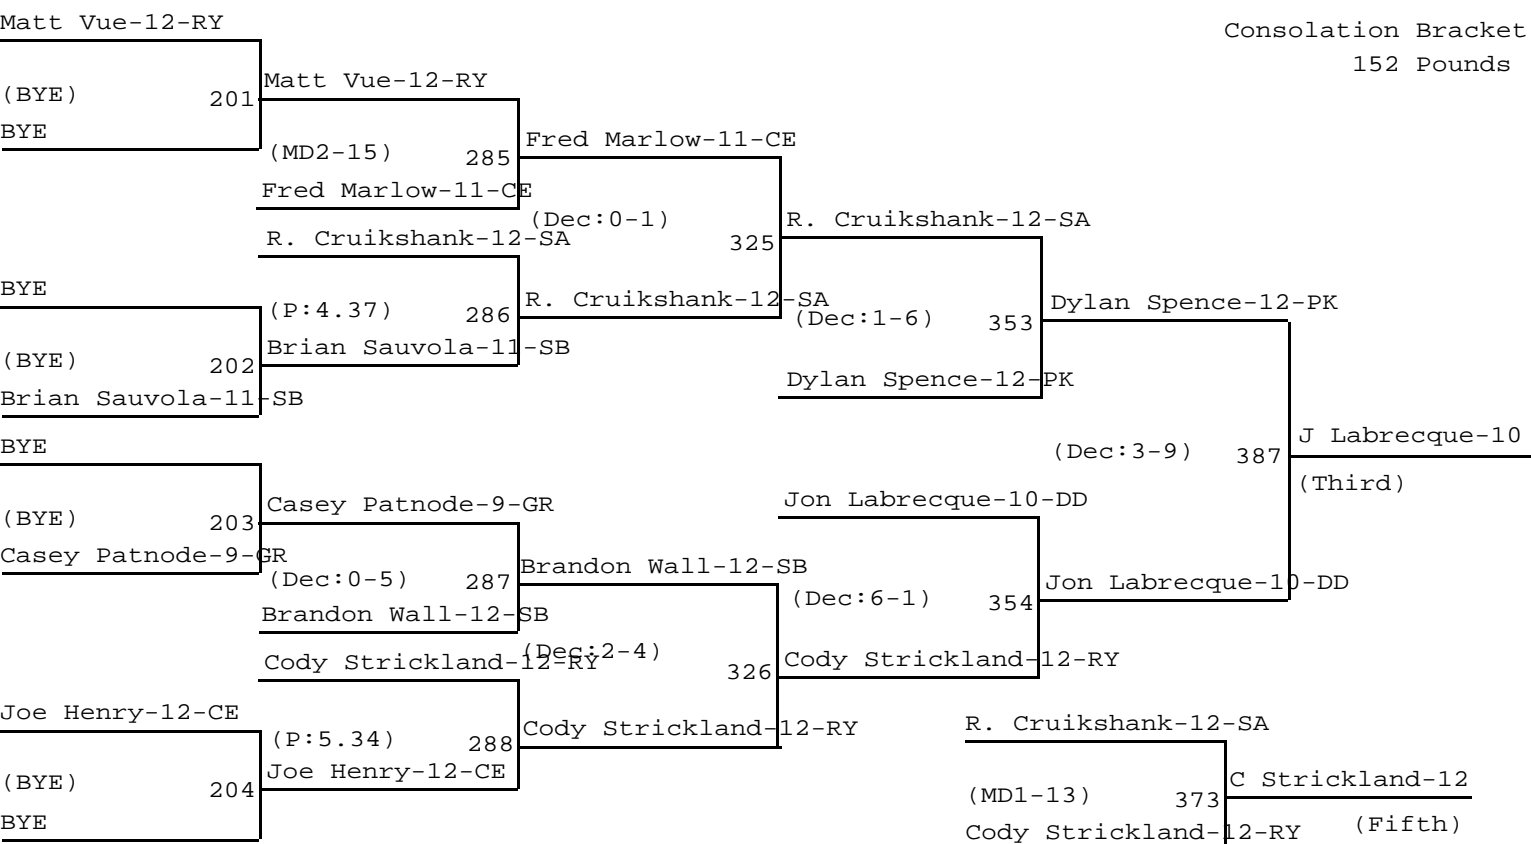 Matt Vue-12-RY
Consolation Bracket
152 Pounds
(BYE)
201
BYE
Matt Vue-12-RY
(MD2-15)
285
Fred Marlow-11-CE
Fred Marlow-11-CE
(Dec:0-1)
325
R. Cruikshank-12-SA
R. Cruikshank-12-SA
BYE
(P:4.37)
286
R. Cruikshank-12-SA
(BYE)
202
Brian Sauvola-11-SB
Brian Sauvola-11-SB
(Dec:1-6)
353
Dylan Spence-12-PK
Dylan Spence-12-PK
BYE
(BYE)
203
Casey Patnode-9-GR
Casey Patnode-9-GR
(Dec:3-9)
387
J Labrecque-10
(Third)
Jon Labrecque-10-DD
(Dec:0-5)
287
Brandon Wall-12-SB
Brandon Wall-12-SB
(Dec:6-1)
354
Jon Labrecque-10-DD
Cody Strickland-12-RY
(Dec:2-4)
326
Cody Strickland-12-RY
Joe Henry-12-CE
(P:5.34)
288
Cody Strickland-12-RY
(BYE)
204
Joe Henry-12-CE
BYE
R. Cruikshank-12-SA
(MD1-13)
373
C Strickland-12
Cody Strickland-12-RY
(Fifth)